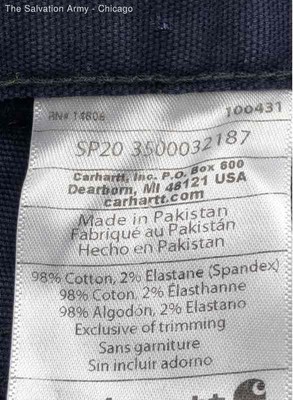 The Salvation Army - Chicago
RN# 14806 100431
SP20 3500032187
Carhartt, Inc. P.O. Box 600
Dearborn, MI 48121 USA
carhartt.com
Made in Pakistan
Fabriqué au Pakistán
Hecho en Pakistan
98% Cotton, 2% Elastane (Spandex)
98% Coton, 2% Élasthanne
98% Algodón, 2% Elastano
Exclusive of trimming
Sans garniture
Sin incluir adorno